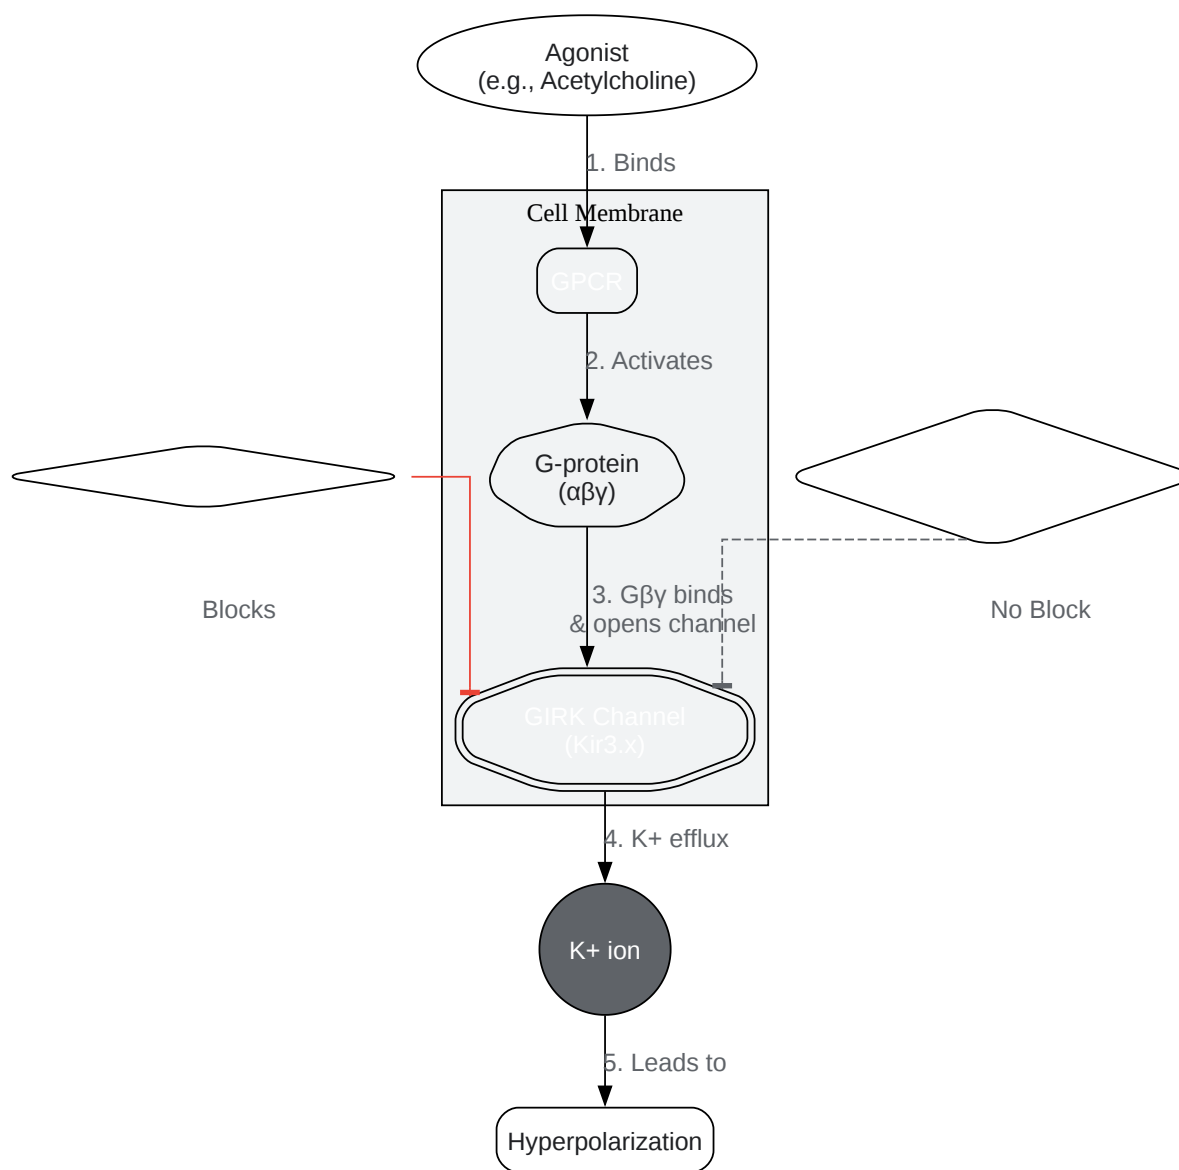 Agonist
(e.g., Acetylcholine)
1. Binds
Cell Membrane
GPCR
2. Activates
G-protein
(αβγ)
3. Gβγ binds
& opens channel
Blocks
No Block
GIRK Channel
(Kir3.x)
4. K+ efflux
K+ ion
5. Leads to
Hyperpolarization